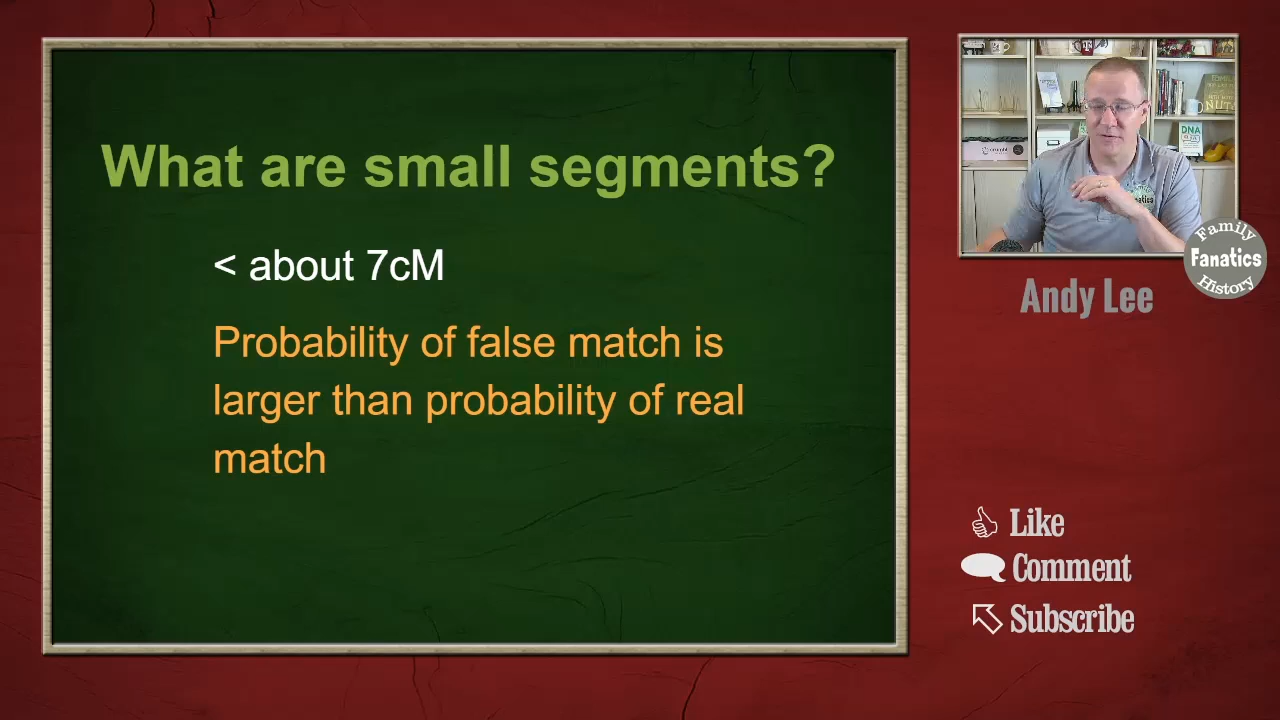 What are small segments?
< about 7cM
Probability of false match is
larger than probability of real
match
DNA
Family
Fanatics
History
Andy Lee
Like
Comment
Subscribe